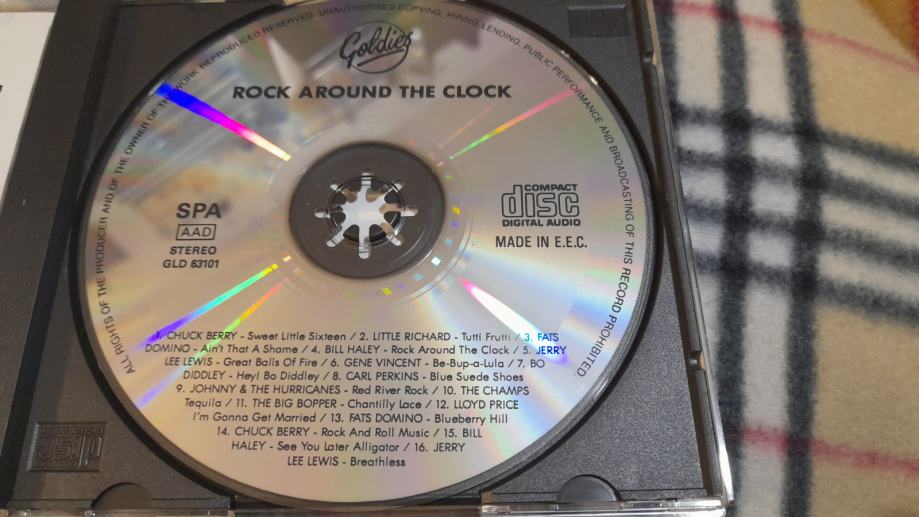 Goldies
ROCK AROUND THE CLOCK
ALL RIGHTS OF THE PRODUCER AND OF THE OWNER OF THE WORK REPRODUCED RESERVED. UNAUTHORISED COPYING, HIRING, LENDING, PUBLIC PERFORMANCE AND BROADCASTING OF THIS RECORD PROHIBITED
SPA
AAD
STEREO
GLD 63101
COMPACT
disc
DIGITAL AUDIO
MADE IN E.E.C.
1. CHUCK BERRY - Sweet Little Sixteen / 2. LITTLE RICHARD - Tutti Frutti / 3. FATS
DOMINO - Ain't That A Shame / 4. BILL HALEY - Rock Around The Clock / 5. JERRY
LEE LEWIS - Great Balls Of Fire / 6. GENE VINCENT - Be-Bup-a-Lula / 7. BO
DIDDLEY - Hey! Bo Diddley / 8. CARL PERKINS - Blue Suede Shoes
9. JOHNNY & THE HURRICANES - Red River Rock / 10. THE CHAMPS
Tequila / 11. THE BIG BOPPER - Chantilly Lace / 12. LLOYD PRICE
I'm Gonna Get Married / 13. FATS DOMINO - Blueberry Hill
14. CHUCK BERRY - Rock And Roll Music / 15. BILL
HALEY - See You Later Alligator / 16. JERRY
LEE LEWIS - Breathless
disc